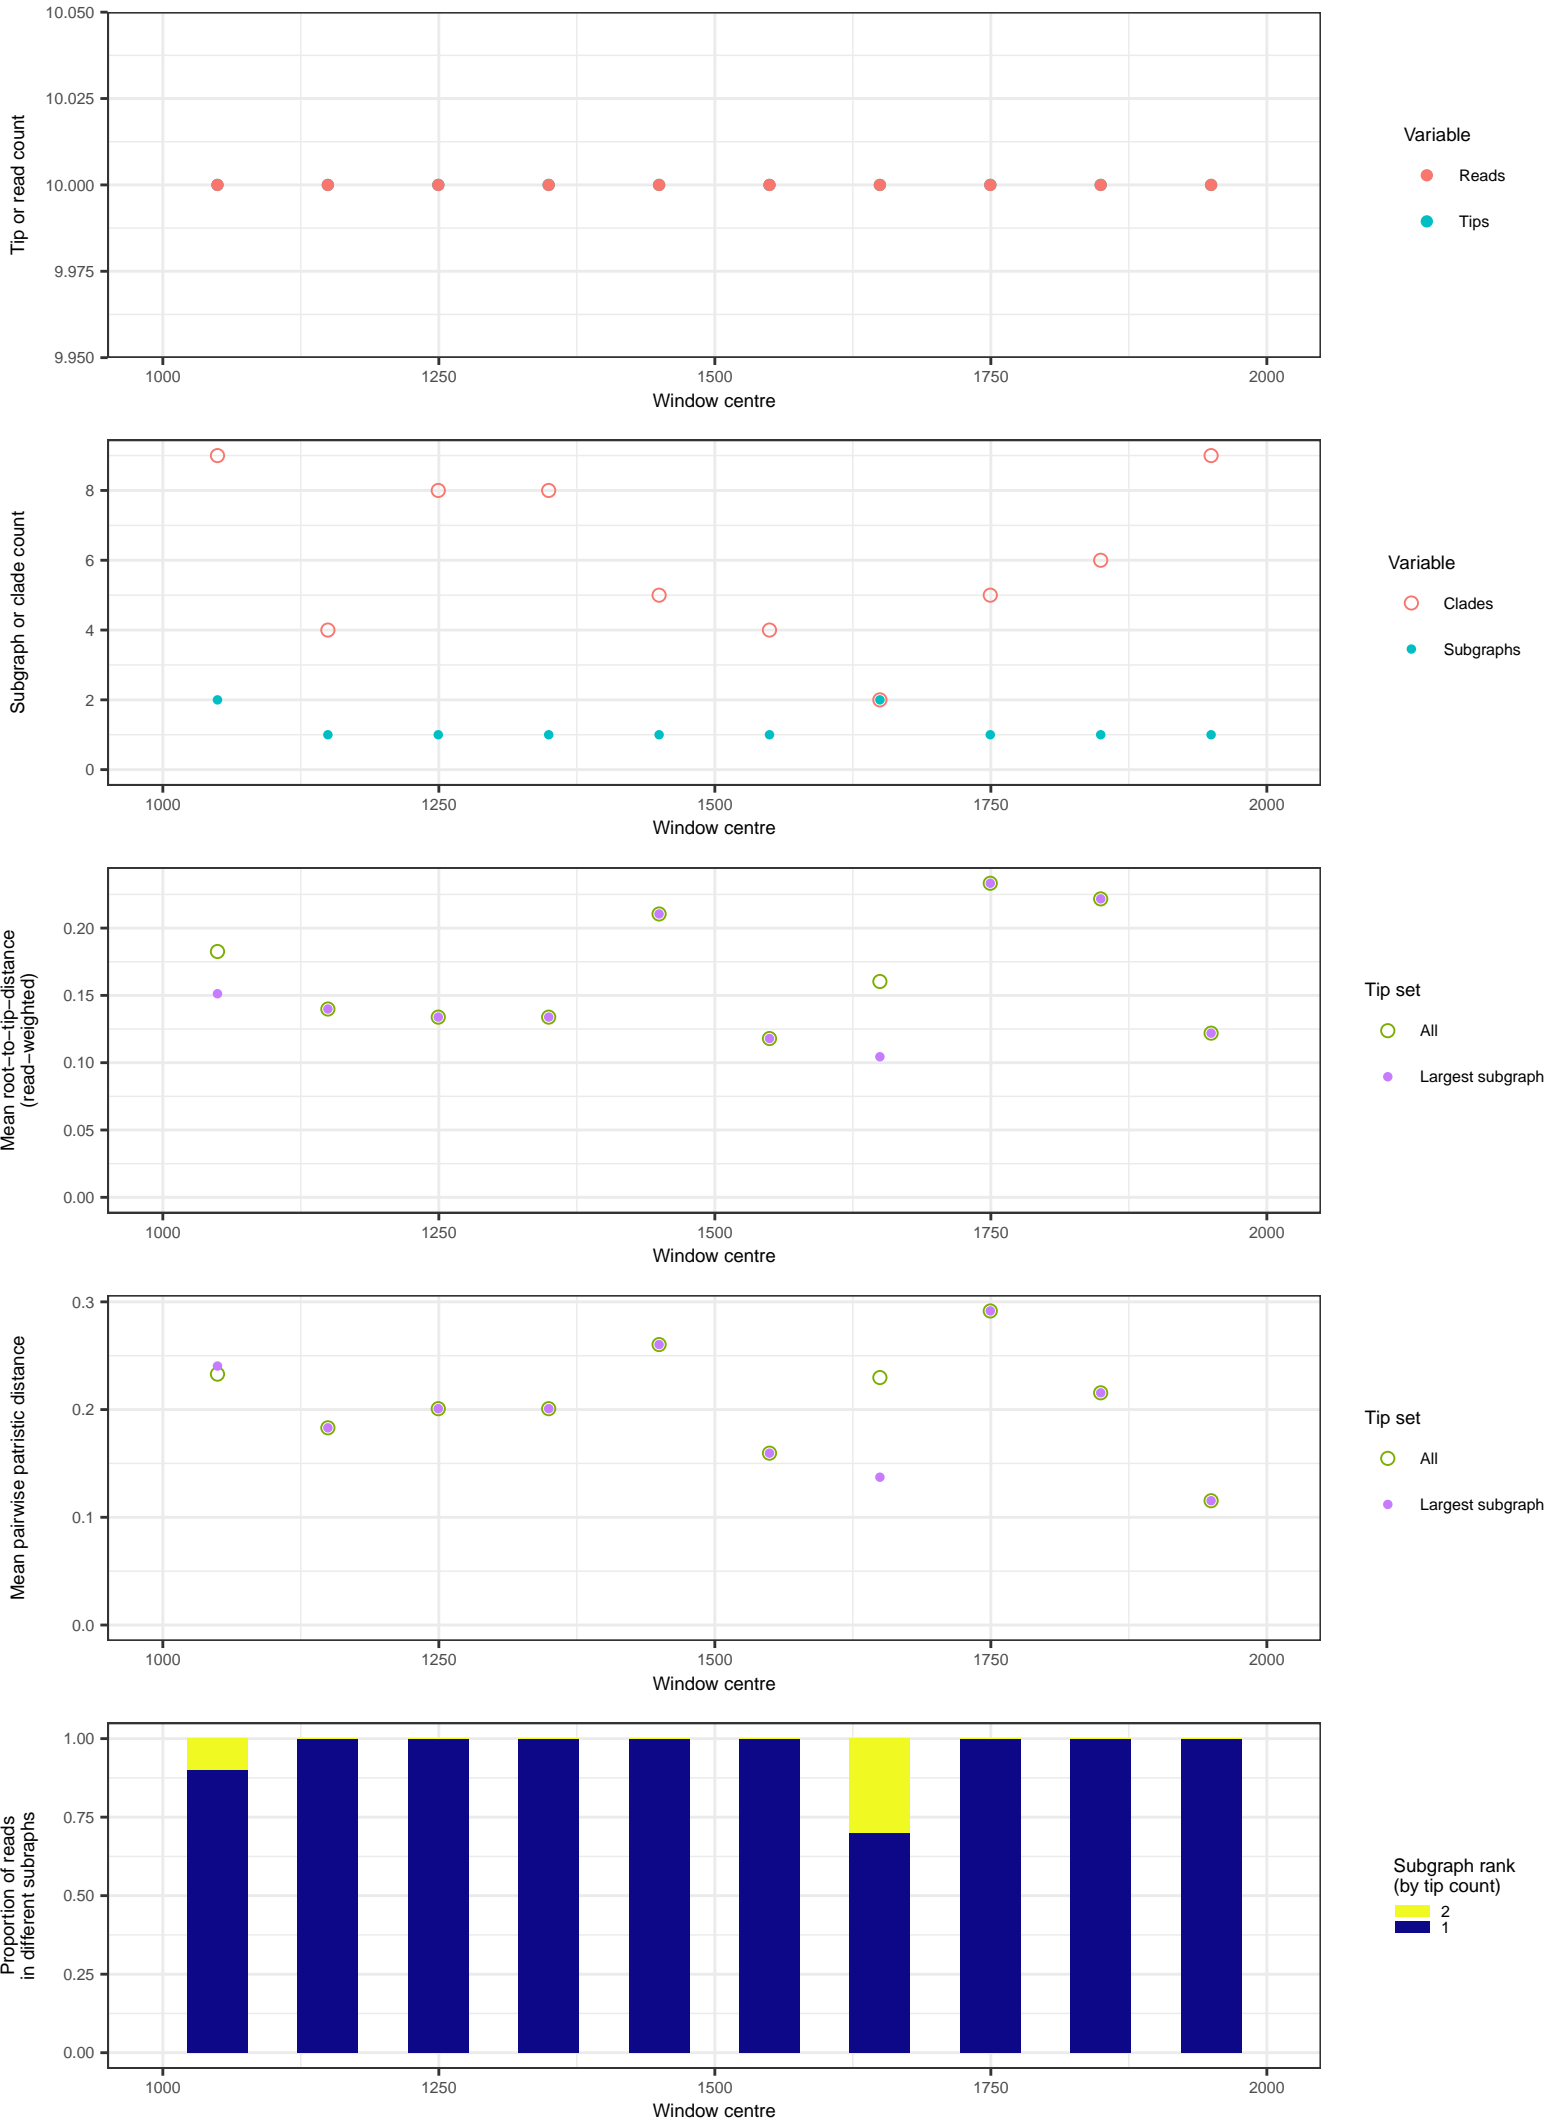 10.050
10.025
10.000
9.975
9.950
Tip or read count
1000 1250 1500 1750 2000
Window centre
Variable
Reads
Tips
8
6
4
2
0
Subgraph or clade count
1000 1250 1500 1750 2000
Window centre
Variable
Clades
Subgraphs
0.20
0.15
0.10
0.05
0.00
Mean root−to−tip−distance
(read−weighted)
1000 1250 1500 1750 2000
Window centre
Tip set
All
Largest subgraph
0.3
0.2
0.1
0.0
Mean pairwise patristic distance
1000 1250 1500 1750 2000
Window centre
Tip set
All
Largest subgraph
1.00
0.75
0.50
0.25
0.00
Proportion of reads
in different subraphs
1000 1250 1500 1750 2000
Window centre
Subgraph rank
(by tip count)
2
1